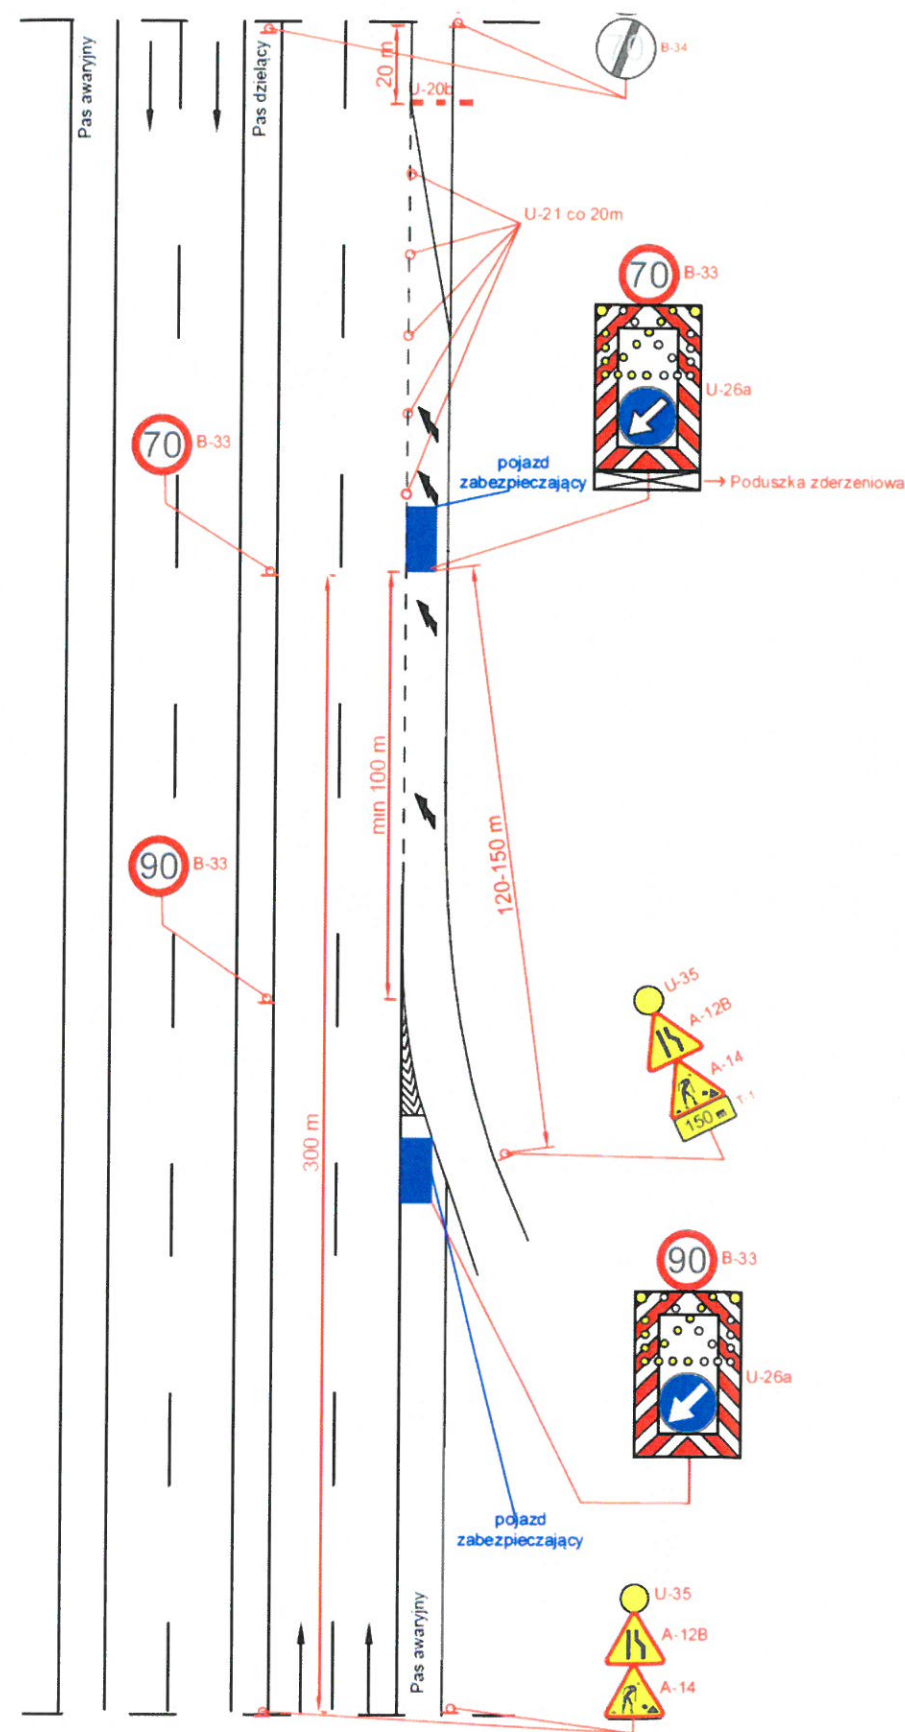 Pas awaryjny
Pas dzielący
20 m
U-20b
70
B-34
U-21 co 20m
70
B-33
U-26a
Poduszka zderzeniowa
pojazd
zabezpieczający
70
B-33
min 100 m
120-150 m
90
B-33
300 m
U-35
A-12B
A-14
T-1
150 m
90
B-33
U-26a
pojazd
zabezpieczający
Pas awaryjny
U-35
A-12B
A-14